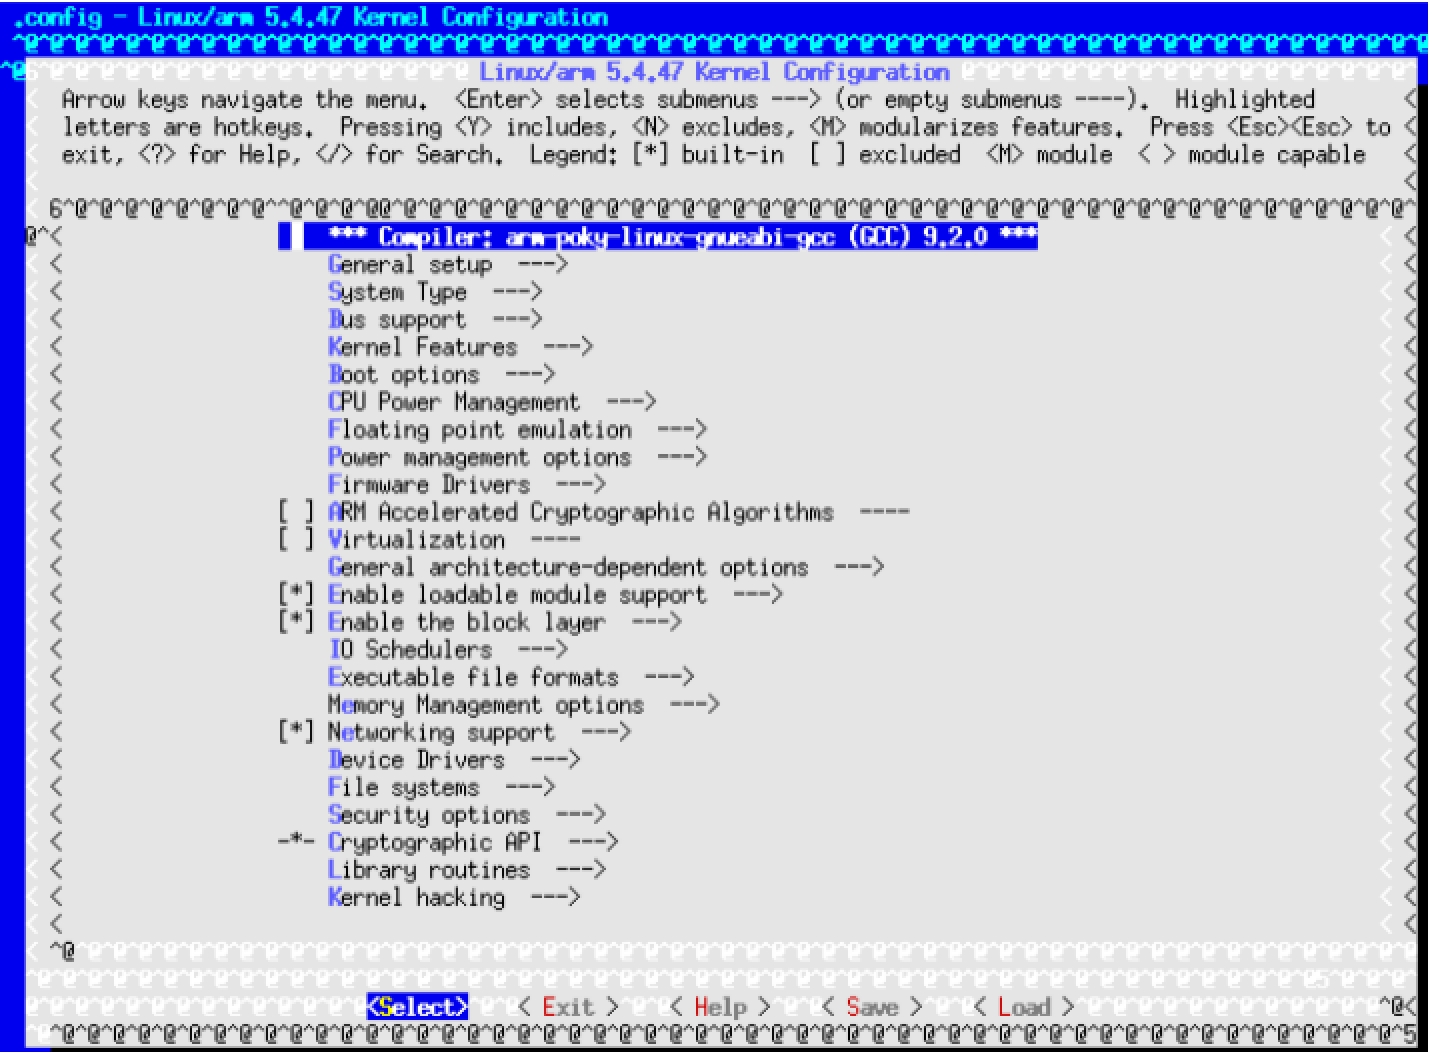 .config - Linux/arm 5.4.47 Kernel Configuration
Linux/arm 5.4.47 Kernel Configuration
Arrow keys navigate the menu.  <Enter> selects submenus ---> (or empty submenus ----).  Highlighted
letters are hotkeys.  Pressing <Y> includes, <N> excludes, <M> modularizes features.  Press <Esc><Esc> to
exit, <?> for Help, </> for Search.  Legend: [*] built-in  [ ] excluded  <M> module  < > module capable
*** Compiler: arm-poky-linux-gnueabi-gcc (GCC) 9.2.0 ***
General setup  --->
System Type  --->
Bus support  --->
Kernel Features  --->
Boot options  --->
CPU Power Management  --->
Floating point emulation  --->
Power management options  --->
Firmware Drivers  --->
[ ] ARM Accelerated Cryptographic Algorithms  ----
[ ] Virtualization  ----
General architecture-dependent options  --->
[*] Enable loadable module support  --->
[*] Enable the block layer  --->
IO Schedulers  --->
Executable file formats  --->
Memory Management options  --->
[*] Networking support  --->
Device Drivers  --->
File systems  --->
Security options  --->
-*- Cryptographic API  --->
Library routines  --->
Kernel hacking  --->
<Select>  < Exit >  < Help >  < Save >  < Load >